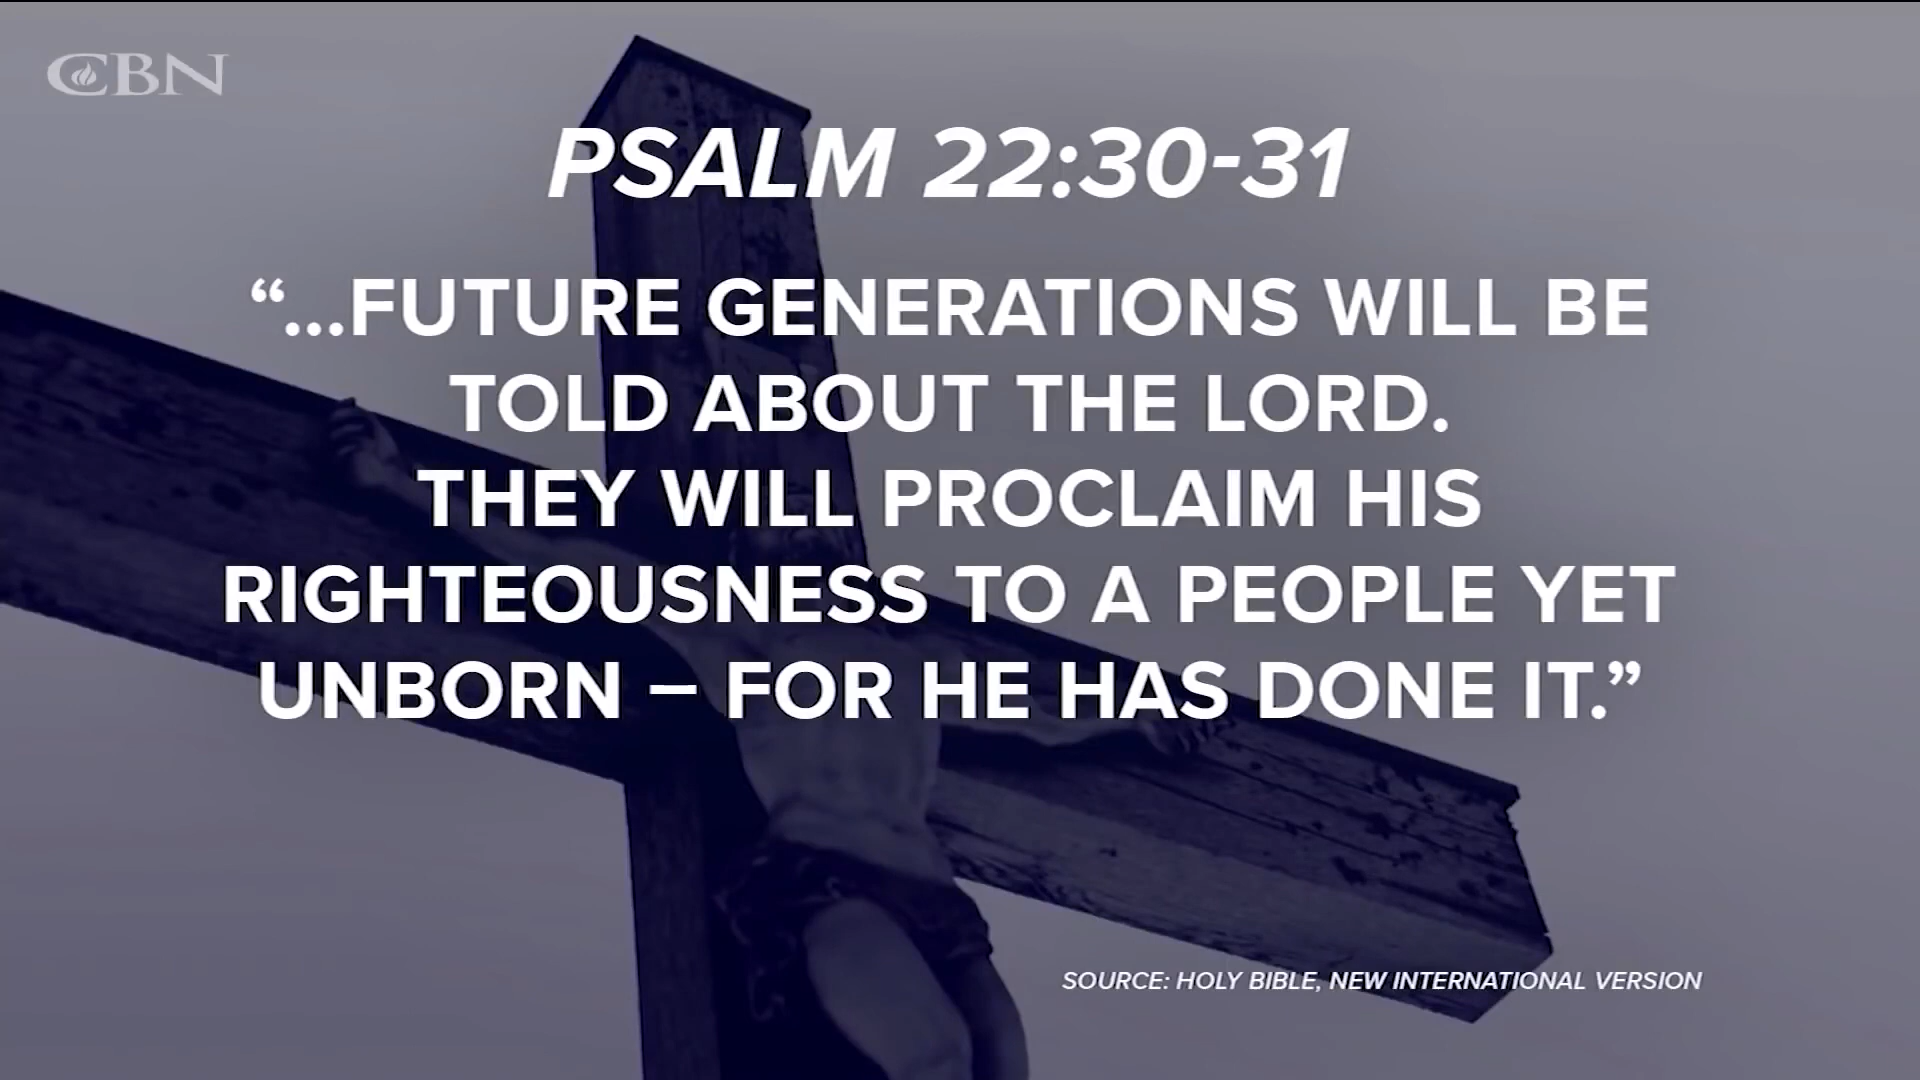 CBN
PSALM 22:30-31
“...FUTURE GENERATIONS WILL BE
TOLD ABOUT THE LORD.
THEY WILL PROCLAIM HIS
RIGHTEOUSNESS TO A PEOPLE YET
UNBORN – FOR HE HAS DONE IT.”
SOURCE: HOLY BIBLE, NEW INTERNATIONAL VERSION